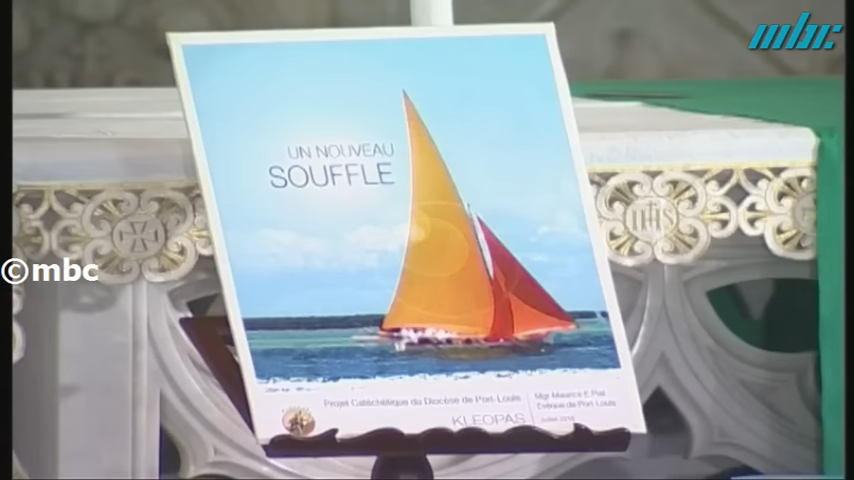 mbc
UN NOUVEAU
SOUFFLE
IHS
©mbc
Projet Catéchétique du Diocèse de Port-Louis
KLEOPAS
Mgr Maurice E. Piat
Evêque de Port-Louis
Juillet